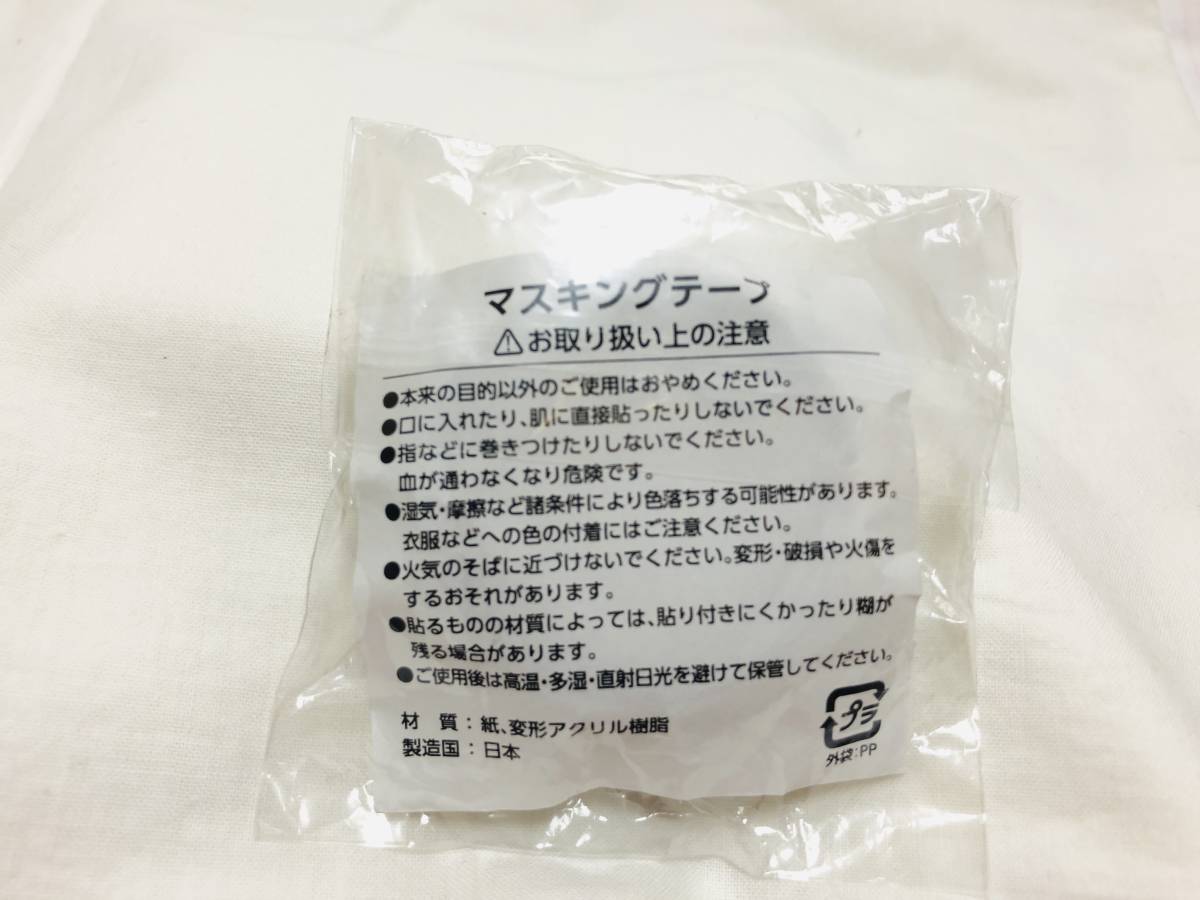 マスキングテープ
⚠お取り扱い上の注意
●本来の目的以外のご使用はおやめください。
●口に入れたり、肌に直接貼ったりしないでください。
●指などに巻きつけたりしないでください。
血が通わなくなり危険です。
●湿気・摩擦など諸条件により色落ちする可能性があります。
衣服などへの色の付着にはご注意ください。
●火気のそばに近づけないでください。変形・破損や火傷を
するおそれがあります。
●貼るものの材質によっては、貼り付きにくかったり糊が
残る場合があります。
●ご使用後は高温・多湿・直射日光を避けて保管してください。
材　質：紙、変形アクリル樹脂
製造国：日本
プラ
外袋：PP